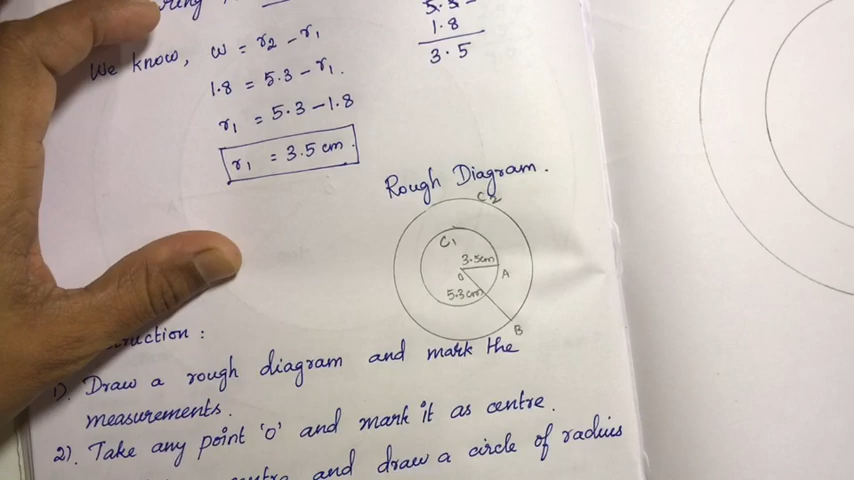 We know, w = r2 - r1
1.8 = 5.3 - r1.
r1 = 5.3 - 1.8
r1 = 3.5 cm.
1.8
3.5
Rough Diagram.
C2
C1
3.5cm
O
A
5.3cm
B
ruction :
1). Draw a rough diagram and mark the
measurements.
2). Take any point 'O' and mark it as centre.
and draw a circle of radius